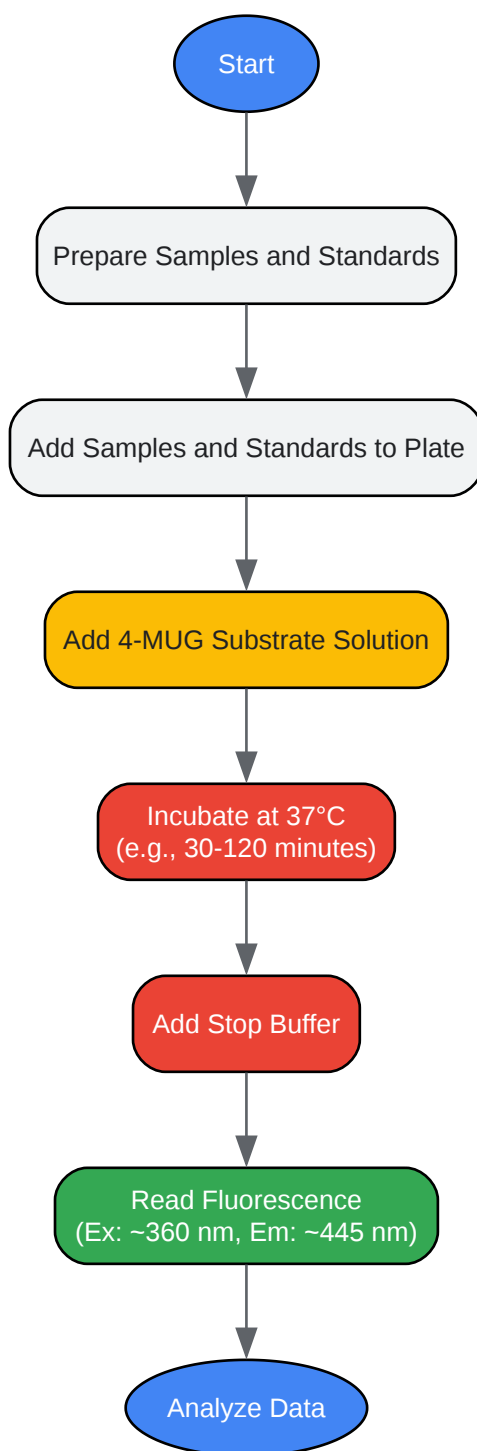 Start
Prepare Samples and Standards
Add Samples and Standards to Plate
Add 4-MUG Substrate Solution
Incubate at 37°C
(e.g., 30-120 minutes)
Add Stop Buffer
Read Fluorescence
(Ex: ~360 nm, Em: ~445 nm)
Analyze Data